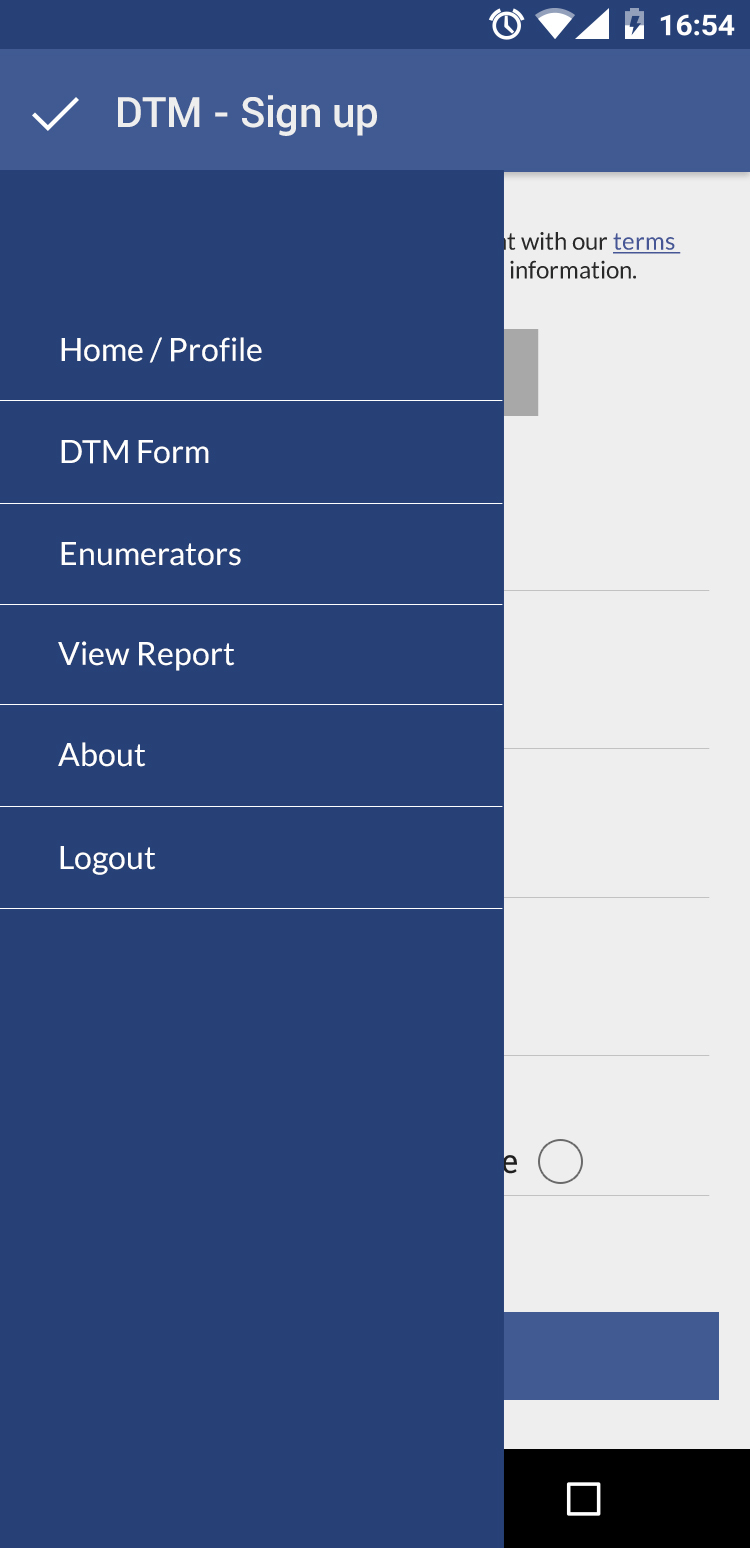 16:54
DTM - Sign up
with our terms
information.
Home / Profile
DTM Form
Enumerators
View Report
About
Logout